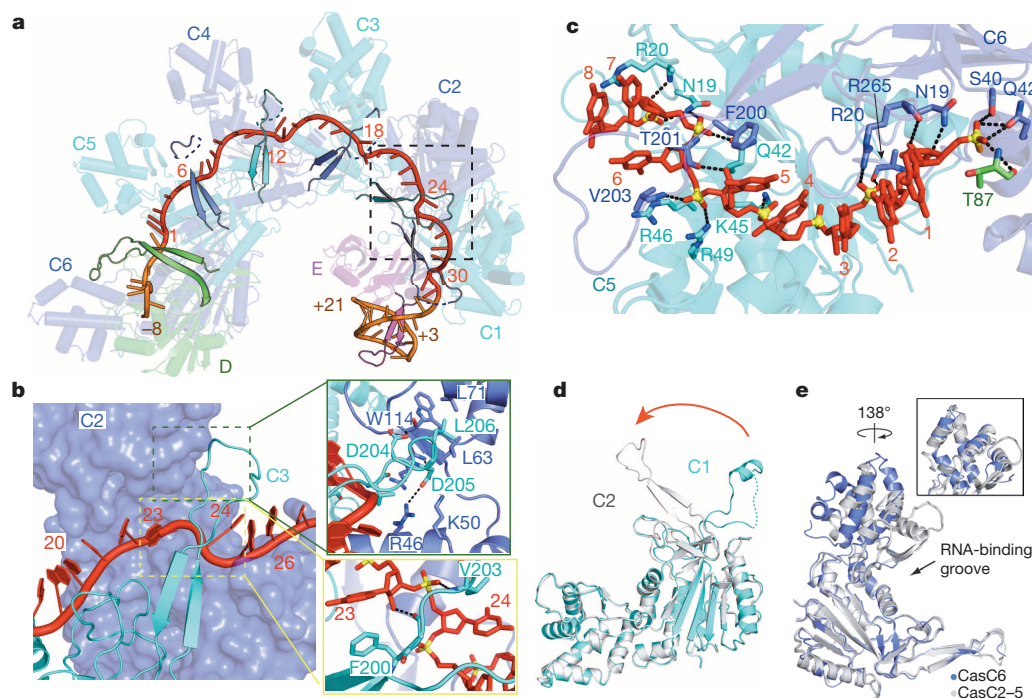 a
C4
C3
C2
18
12
C5
24
6
1
E
30
C6
+21
+3
–8
C1
D
b
C2
C3
23
24
20
26
L71
W114
L206
D204
L63
D205
K50
R46
V203
23
24
F200
c
C6
R20
7
8
N19
S40
R265
N19
Q42
F200
R20
T201
Q42
6
5
4
T87
V203
K45
1
R46
2
R49
3
C5
d
C1
C2
e
138°
RNA-binding
groove
CasC6
CasC2–5